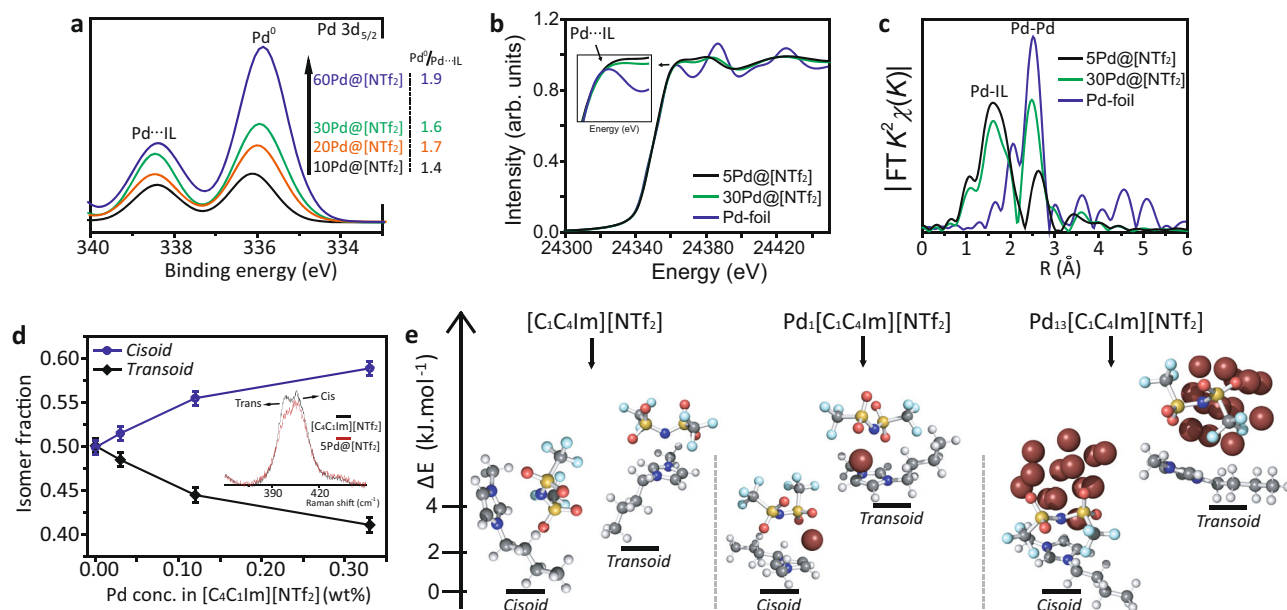 a
Pd 3d5/2
Pd⁰
Pd⁰/Pd···IL
60Pd@[NTf₂] 1.9
Pd···IL
30Pd@[NTf₂] 1.6
20Pd@[NTf₂] 1.7
10Pd@[NTf₂] 1.4
340 338 336 334
Binding energy (eV)
b
Intensity (arb. units)
1.2
0.8
0.4
0.0
Pd···IL
Energy (eV)
5Pd@[NTf₂]
30Pd@[NTf₂]
Pd-foil
24300 24340 24380 24420
Energy (eV)
c
|FT K² χ(K)|
Pd-Pd
Pd-IL
5Pd@[NTf₂]
30Pd@[NTf₂]
Pd-foil
0 1 2 3 4 5 6
R (Å)
d
Isomer fraction
0.60
0.55
0.50
0.45
0.40
Cisoid
Transoid
Trans
Cis
[C₄C₁Im][NTf₂]
5Pd@[NTf₂]
390 420
Raman shift (cm⁻¹)
0.00 0.10 0.20 0.30
Pd conc. in [C₄C₁Im][NTf₂] (wt%)
e
ΔE (kJ.mol⁻¹)
4
2
0
[C₁C₄Im][NTf₂]
Transoid
Cisoid
Pd₁[C₁C₄Im][NTf₂]
Transoid
Cisoid
Pd₁₃[C₁C₄Im][NTf₂]
Transoid
Cisoid